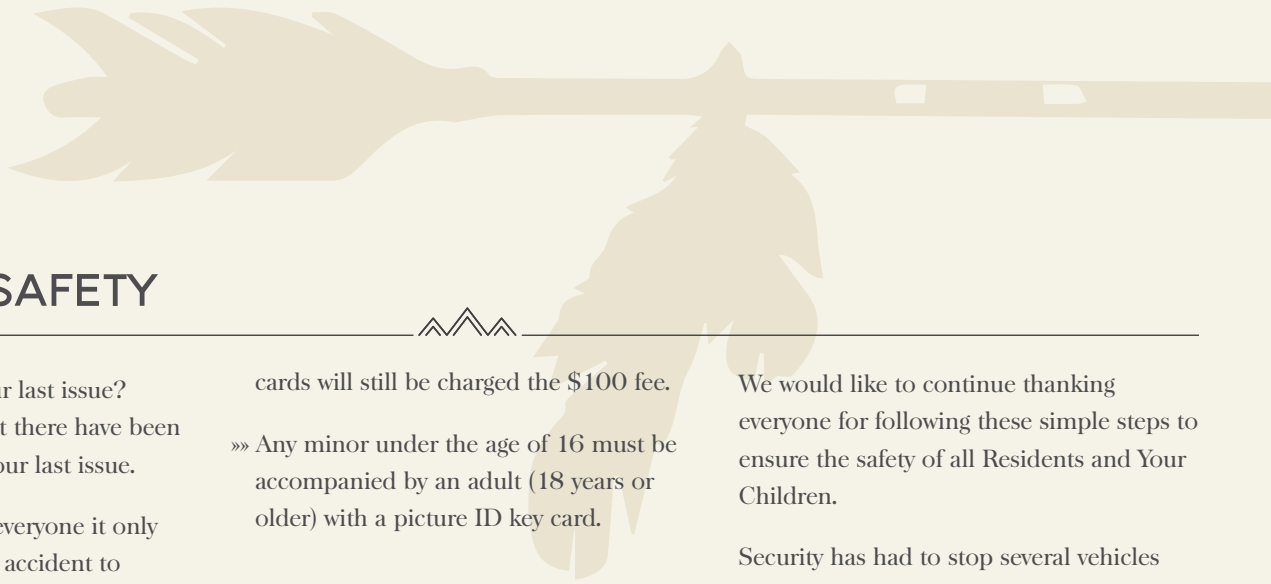 SAFETY
r last issue?
t there have been
our last issue.
everyone it only
accident to
cards will still be charged the $100 fee.
»» Any minor under the age of 16 must be
accompanied by an adult (18 years or
older) with a picture ID key card.
We would like to continue thanking
everyone for following these simple steps to
ensure the safety of all Residents and Your
Children.
Security has had to stop several vehicles